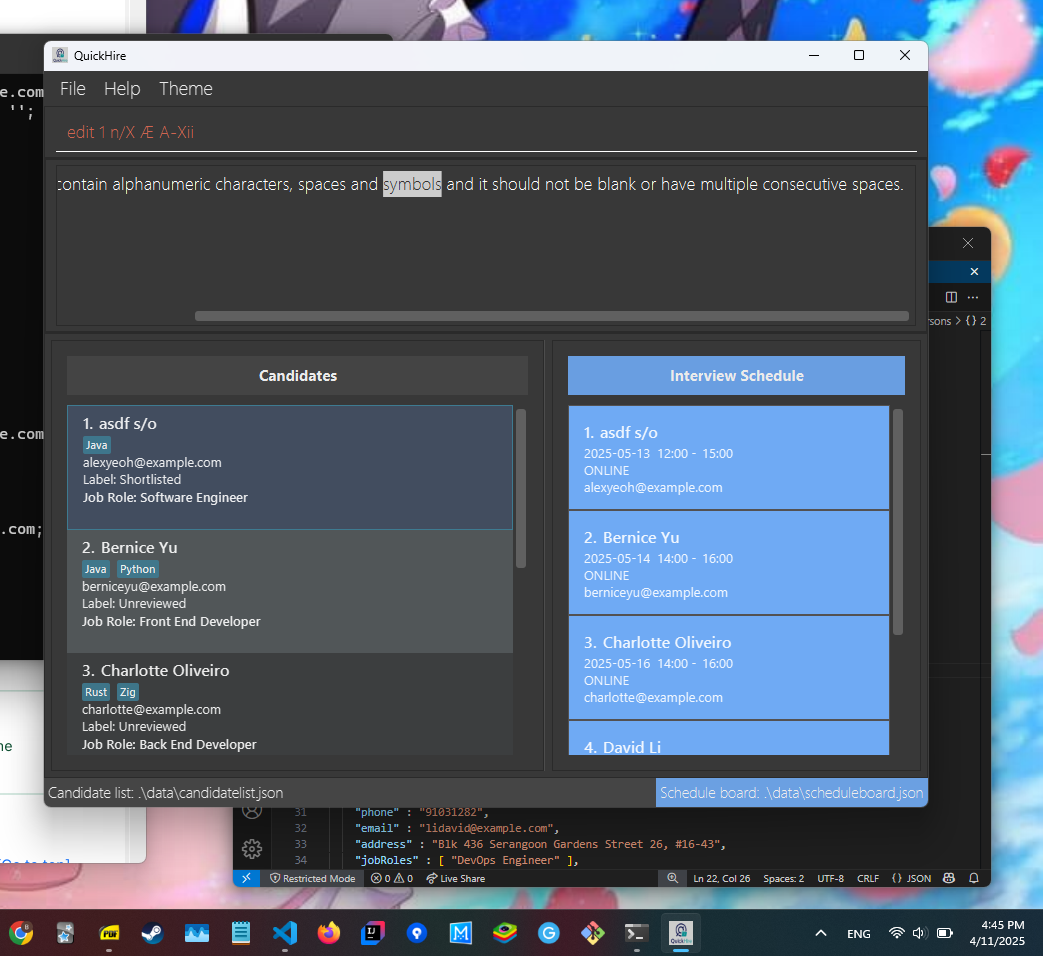 e.com
'';
e.com
.com;
ne
QuickHire
File Help Theme
edit 1 n/X Æ A-Xii
contain alphanumeric characters, spaces and symbols and it should not be blank or have multiple consecutive spaces.
Candidates
1. asdf s/o
Java
alexyeoh@example.com
Label: Shortlisted
Job Role: Software Engineer
2. Bernice Yu
Java Python
berniceyu@example.com
Label: Unreviewed
Job Role: Front End Developer
3. Charlotte Oliveiro
Rust Zig
charlotte@example.com
Label: Unreviewed
Job Role: Back End Developer
Interview Schedule
1. asdf s/o
2025-05-13 12:00 - 15:00
ONLINE
alexyeoh@example.com
2. Bernice Yu
2025-05-14 14:00 - 16:00
ONLINE
berniceyu@example.com
3. Charlotte Oliveiro
2025-05-16 14:00 - 16:00
ONLINE
charlotte@example.com
4. David Li
Candidate list: .\data\candidatelist.json
Schedule board: .\data\scheduleboard.json
rsons > {} 2
31 "phone" : "91031282",
32 "email" : "lidavid@example.com",
33 "address" : "Blk 436 Serangoon Gardens Street 26, #16-43",
34 "jobRoles" : [ "DevOps Engineer" ],
Restricted Mode 0 0 Live Share Ln 22, Col 26 Spaces: 2 UTF-8 CRLF {} JSON
PDF
QuickHire
ENG
4:45 PM
4/11/2025